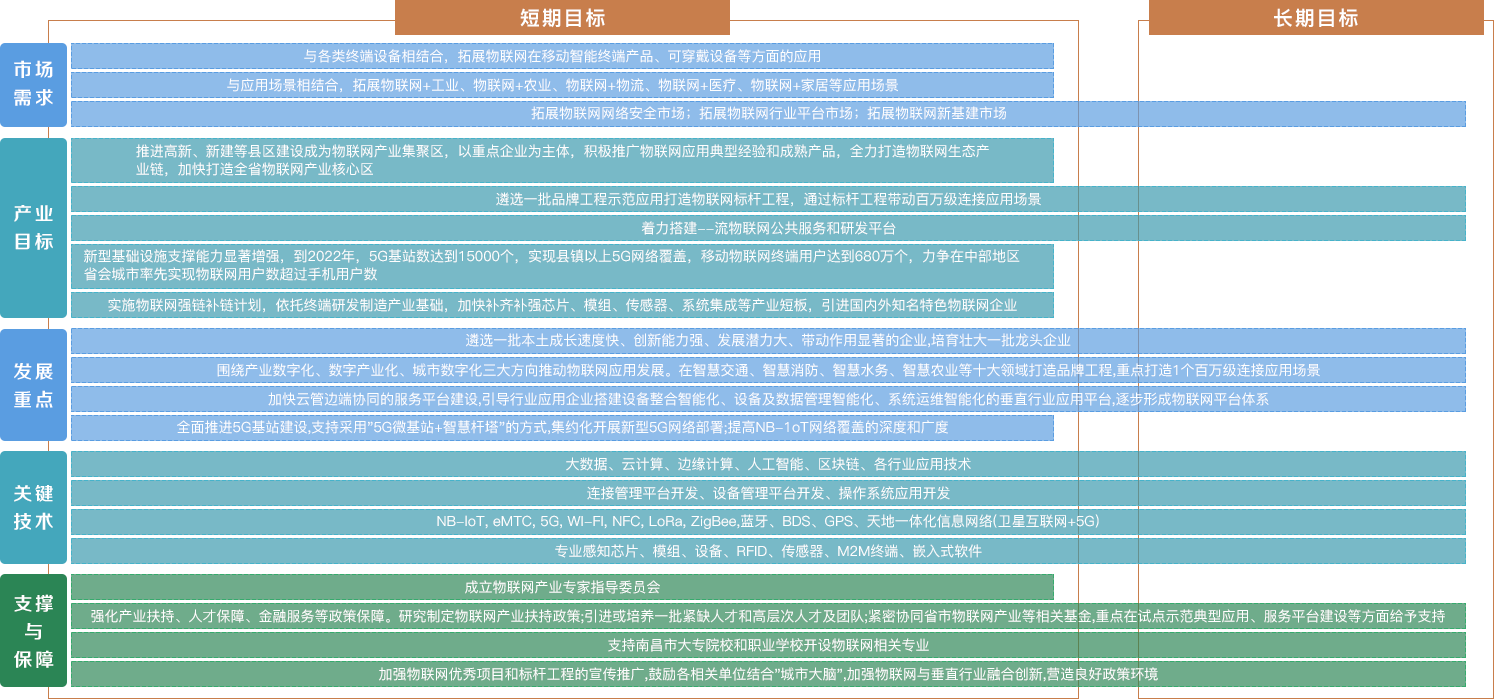 短期目标
长期目标
市场
需求
与各类终端设备相结合，拓展物联网在移动智能终端产品、可穿戴设备等方面的应用
与应用场景相结合，拓展物联网+工业、物联网+农业、物联网+物流、物联网+医疗、物联网+家居等应用场景
拓展物联网网络安全市场；拓展物联网行业平台市场；拓展物联网新基建市场
产业
目标
推进高新、新建等县区建设成为物联网产业集聚区，以重点企业为主体，积极推广物联网应用典型经验和成熟产品，全力打造物联网生态产
业链，加快打造全省物联网产业核心区
遴选一批品牌工程示范应用打造物联网标杆工程，通过标杆工程带动百万级连接应用场景
着力搭建--流物联网公共服务和研发平台
新型基础设施支撑能力显著增强，到2022年，5G基站数达到15000个，实现县镇以上5G网络覆盖，移动物联网终端用户达到680万个，力争在中部地区
省会城市率先实现物联网用户数超过手机用户数
实施物联网强链补链计划，依托终端研发制造产业基础，加快补齐补强芯片、模组、传感器、系统集成等产业短板，引进国内外知名特色物联网企业
发展
重点
遴选一批本土成长速度快、创新能力强、发展潜力大、带动作用显著的企业,培育壮大一批龙头企业
围绕产业数字化、数字产业化、城市数字化三大方向推动物联网应用发展。在智慧交通、智慧消防、智慧水务、智慧农业等十大领域打造品牌工程,重点打造1个百万级连接应用场景
加快云管边端协同的服务平台建设,引导行业应用企业搭建设备整合智能化、设备及数据管理智能化、系统运维智能化的垂直行业应用平台,逐步形成物联网平台体系
全面推进5G基站建设,支持采用"5G微基站+智慧杆塔"的方式,集约化开展新型5G网络部署;提高NB-1oT网络覆盖的深度和广度
关键
技术
大数据、云计算、边缘计算、人工智能、区块链、各行业应用技术
连接管理平台开发、设备管理平台开发、操作系统应用开发
NB-IoT, eMTC, 5G, WI-FI, NFC, LoRa, ZigBee,蓝牙、BDS、GPS、天地一体化信息网络(卫星互联网+5G)
专业感知芯片、模组、设备、RFID、传感器、M2M终端、嵌入式软件
支撑
与
保障
成立物联网产业专家指导委员会
强化产业扶持、人才保障、金融服务等政策保障。研究制定物联网产业扶持政策;引进或培养一批紧缺人才和高层次人才及团队;紧密协同省市物联网产业等相关基金,重点在试点示范典型应用、服务平台建设等方面给予支持
支持南昌市大专院校和职业学校开设物联网相关专业
加强物联网优秀项目和标杆工程的宣传推广,鼓励各相关单位结合"城市大脑",加强物联网与垂直行业融合创新,营造良好政策环境